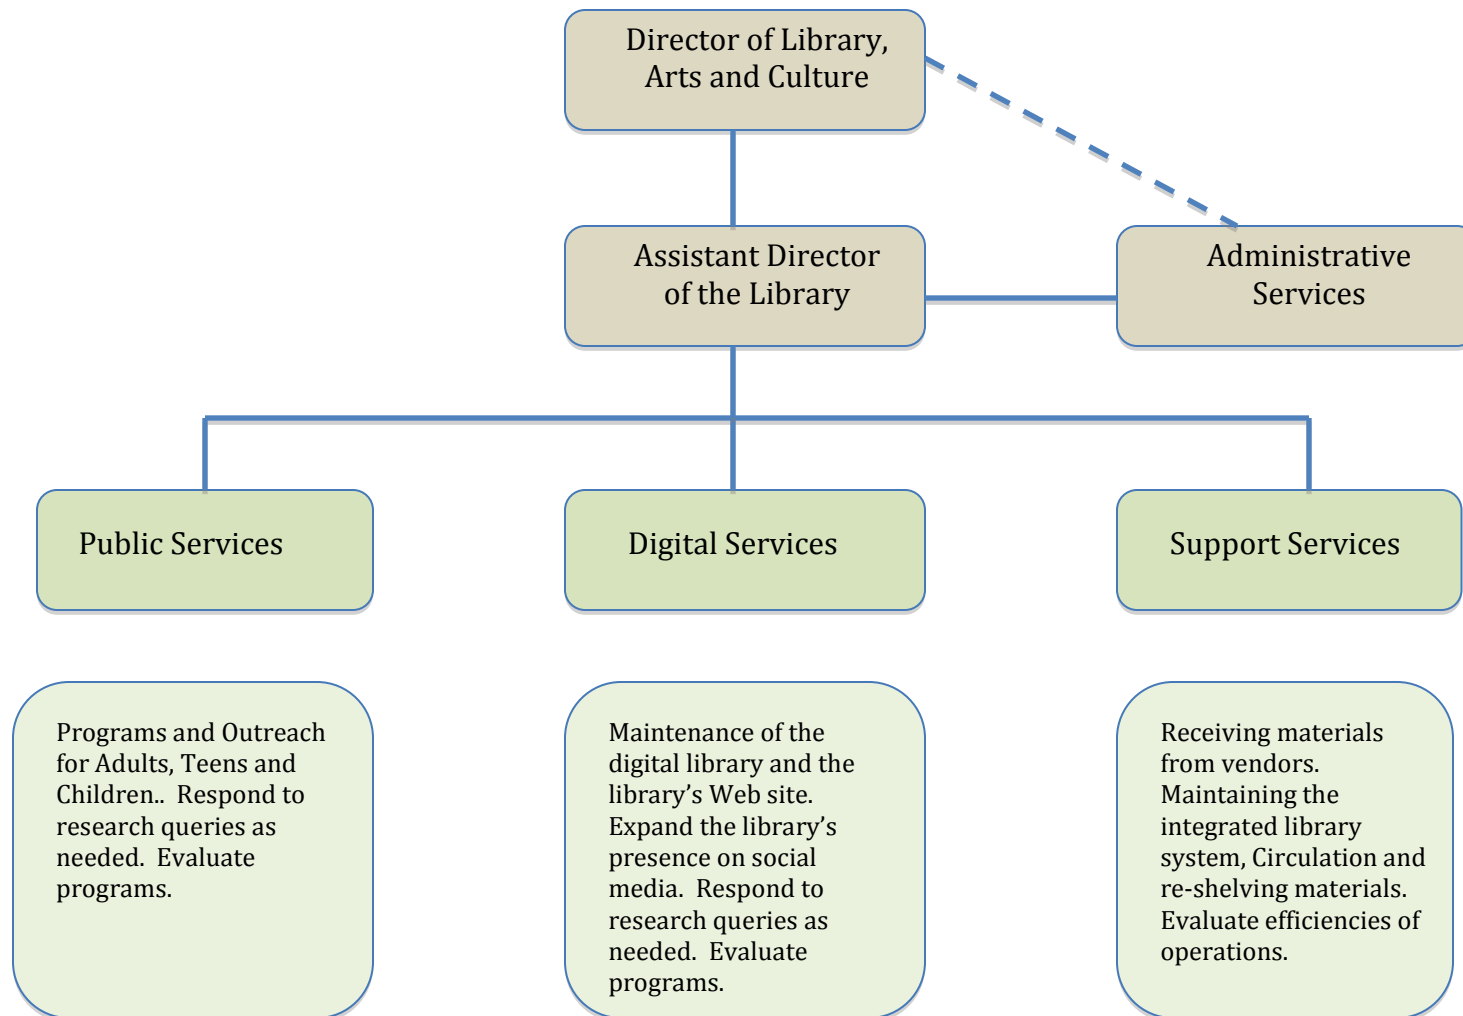 Director of Library,
Arts and Culture
Assistant Director
of the Library
Administrative
Services
Public Services
Digital Services
Support Services
Programs and Outreach
for Adults, Teens and
Children..  Respond to
research queries as
needed.  Evaluate
programs.
Maintenance of the
digital library and the
library’s Web site.
Expand the library’s
presence on social
media.  Respond to
research queries as
needed.  Evaluate
programs.
Receiving materials
from vendors.
Maintaining the
integrated library
system, Circulation and
re-shelving materials.
Evaluate efficiencies of
operations.